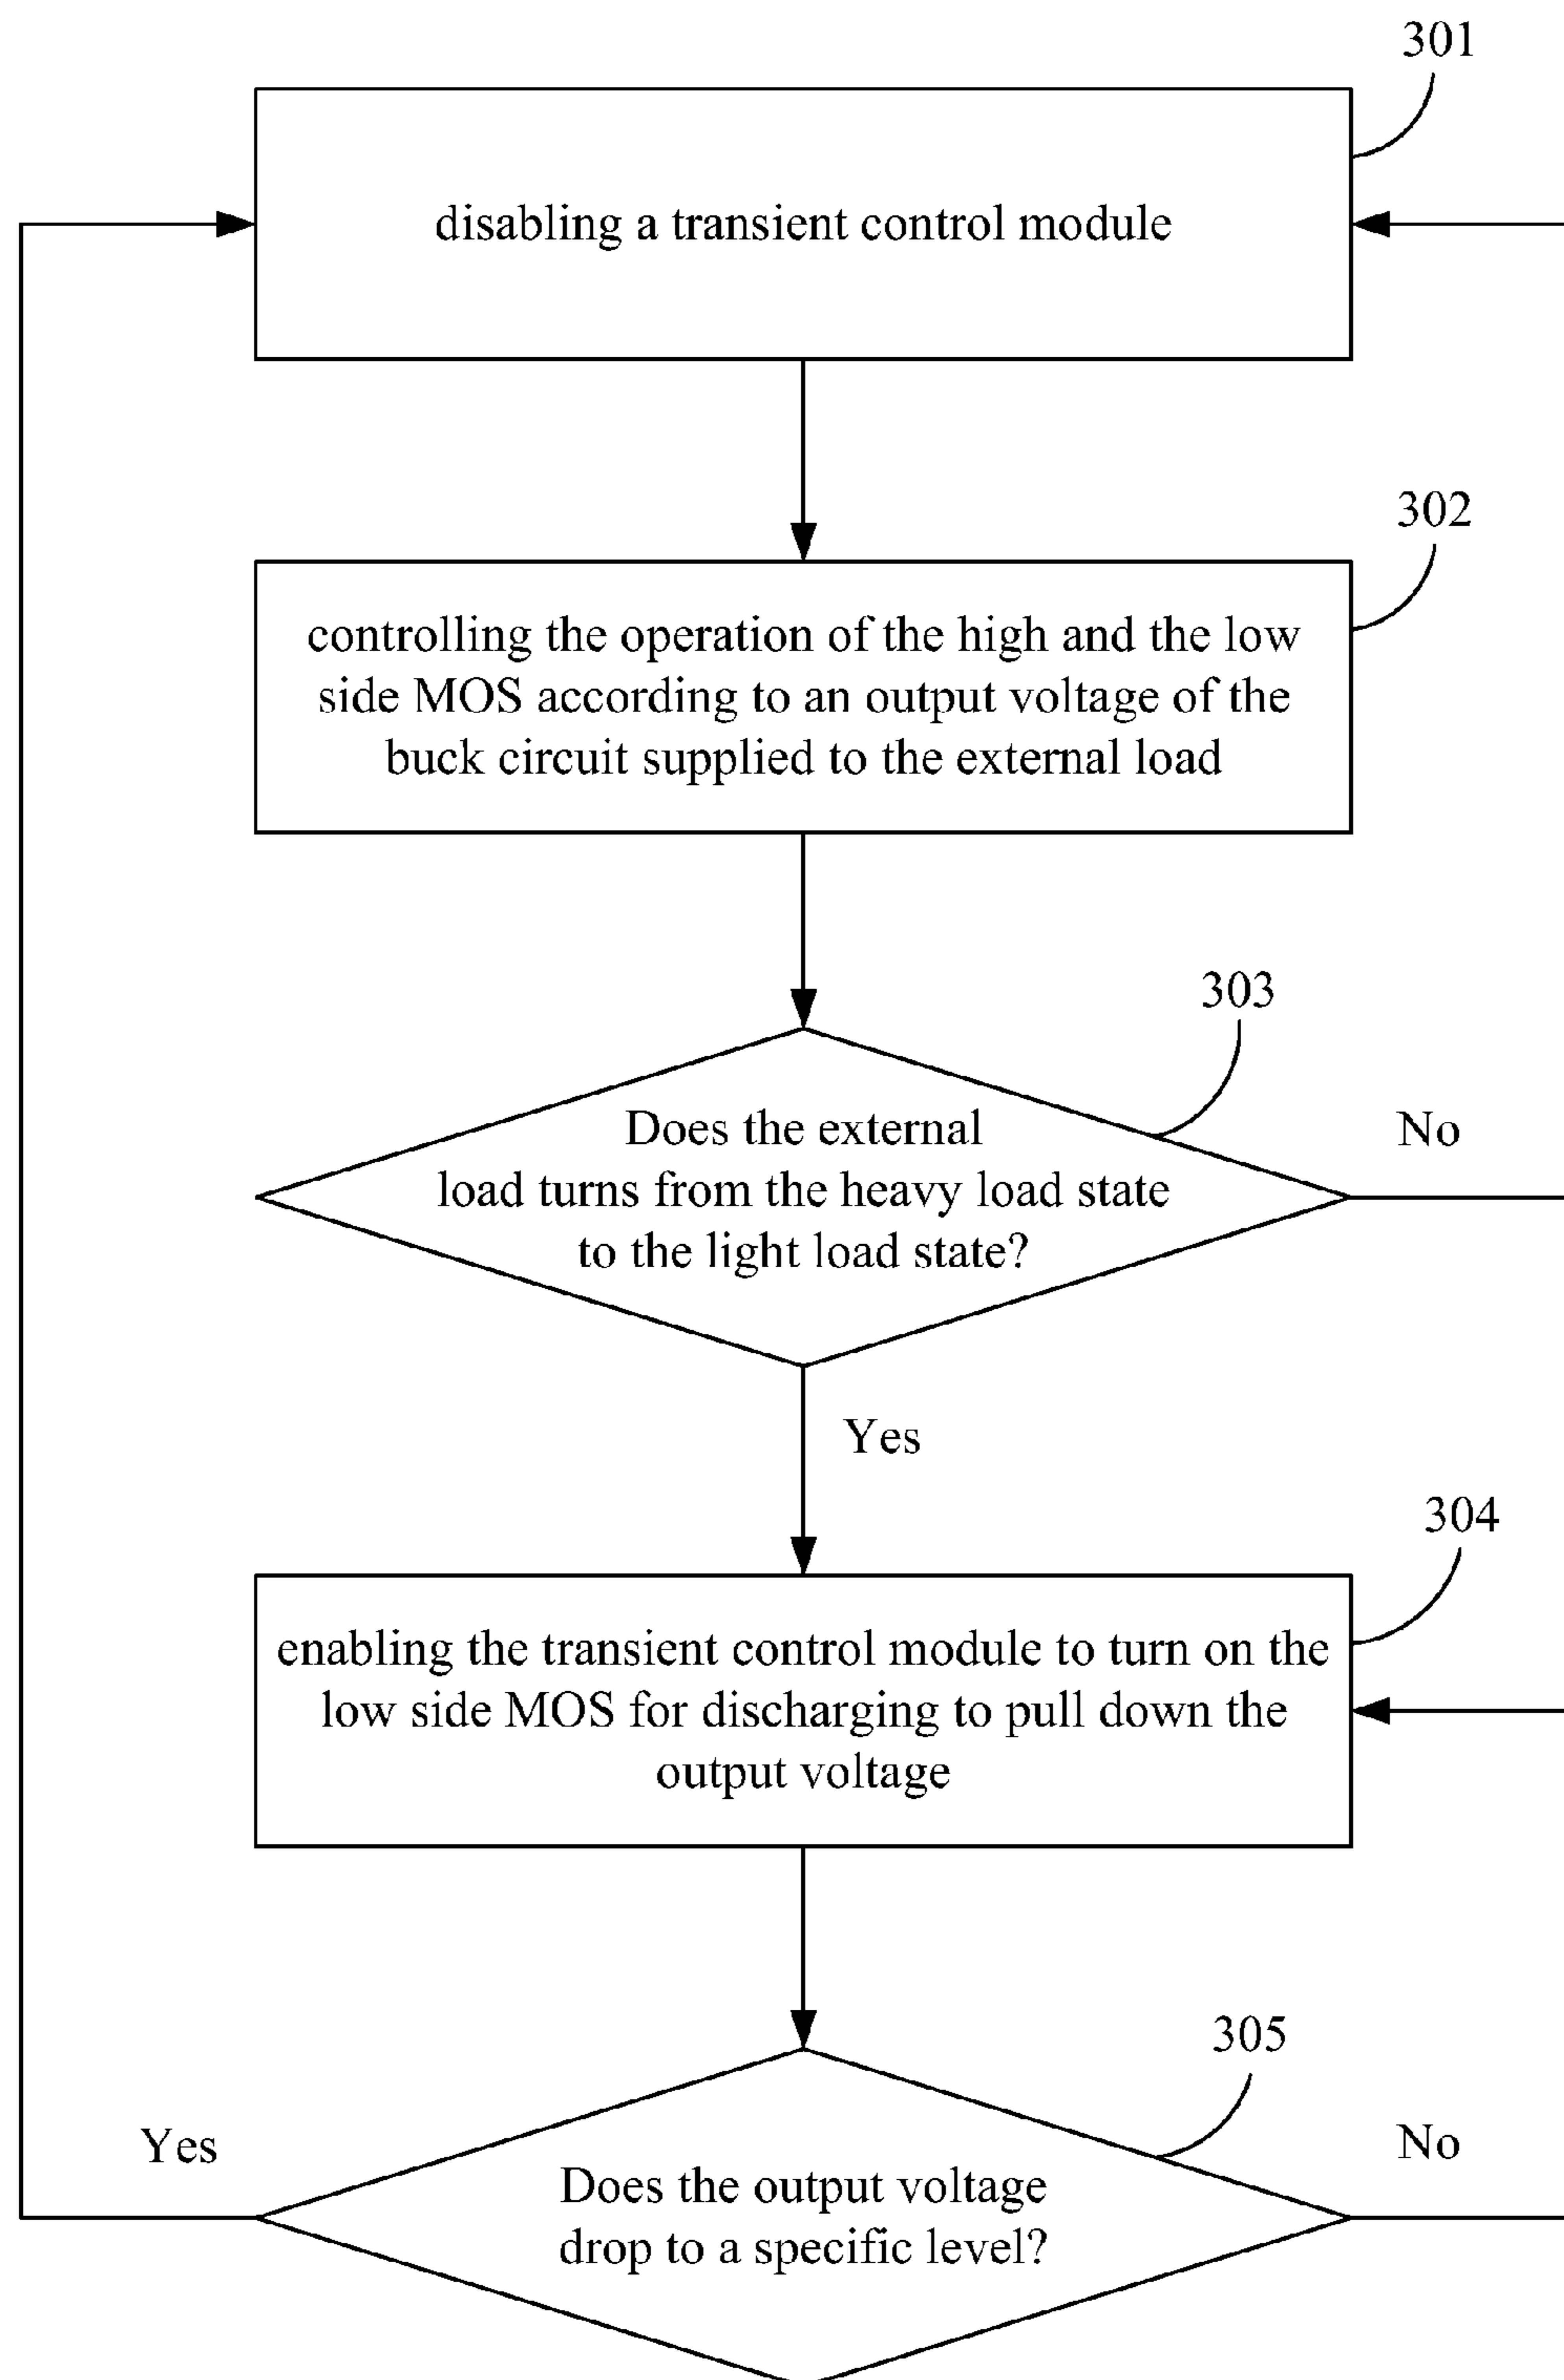 301
disabling a transient control module
302
controlling the operation of the high and the low
side MOS according to an output voltage of the
buck circuit supplied to the external load
303
Does the external
load turns from the heavy load state
to the light load state?
No
Yes
304
enabling the transient control module to turn on the
low side MOS for discharging to pull down the
output voltage
305
Yes
No
Does the output voltage
drop to a specific level?